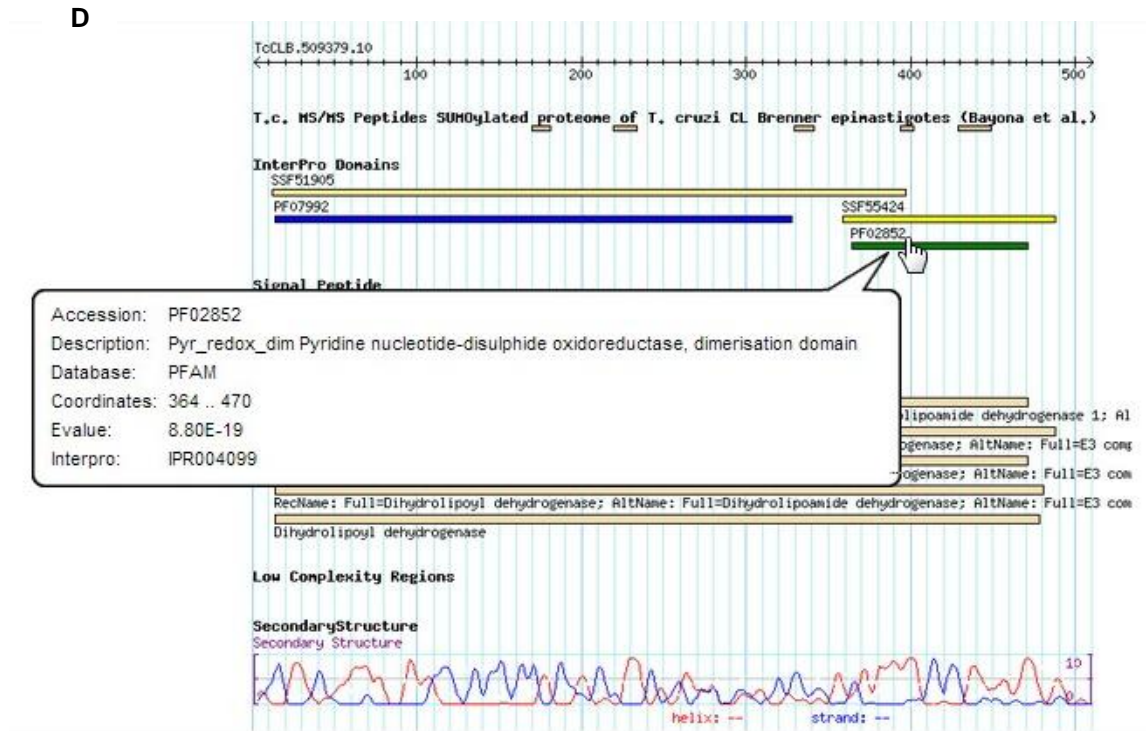 D
TcCLB.509379.10
100 200 300 400 500
T.c. MS/MS Peptides SUMOylated proteome of T. cruzi CL Brenner epimastigotes (Bayona et al.)
InterPro Domains
SSF51905
PF07992 SSF55424
PF02852
Signal Peptide
Accession: PF02852
Description: Pyr_redox_dim Pyridine nucleotide-disulphide oxidoreductase, dimerisation domain
Database: PFAM
Coordinates: 364 .. 470
Evalue: 8.80E-19
Interpro: IPR004099
lipoamide dehydrogenase 1; Al
ogenase; AltName: Full=E3 comp
ogenase; AltName: Full=E3 com
RecName: Full=Dihydrolipoyl dehydrogenase; AltName: Full=Dihydrolipoamide dehydrogenase; AltName: Full=E3 com
Dihydrolipoyl dehydrogenase
Low Complexity Regions
SecondaryStructure
Secondary Structure
10
helix: -- strand: --